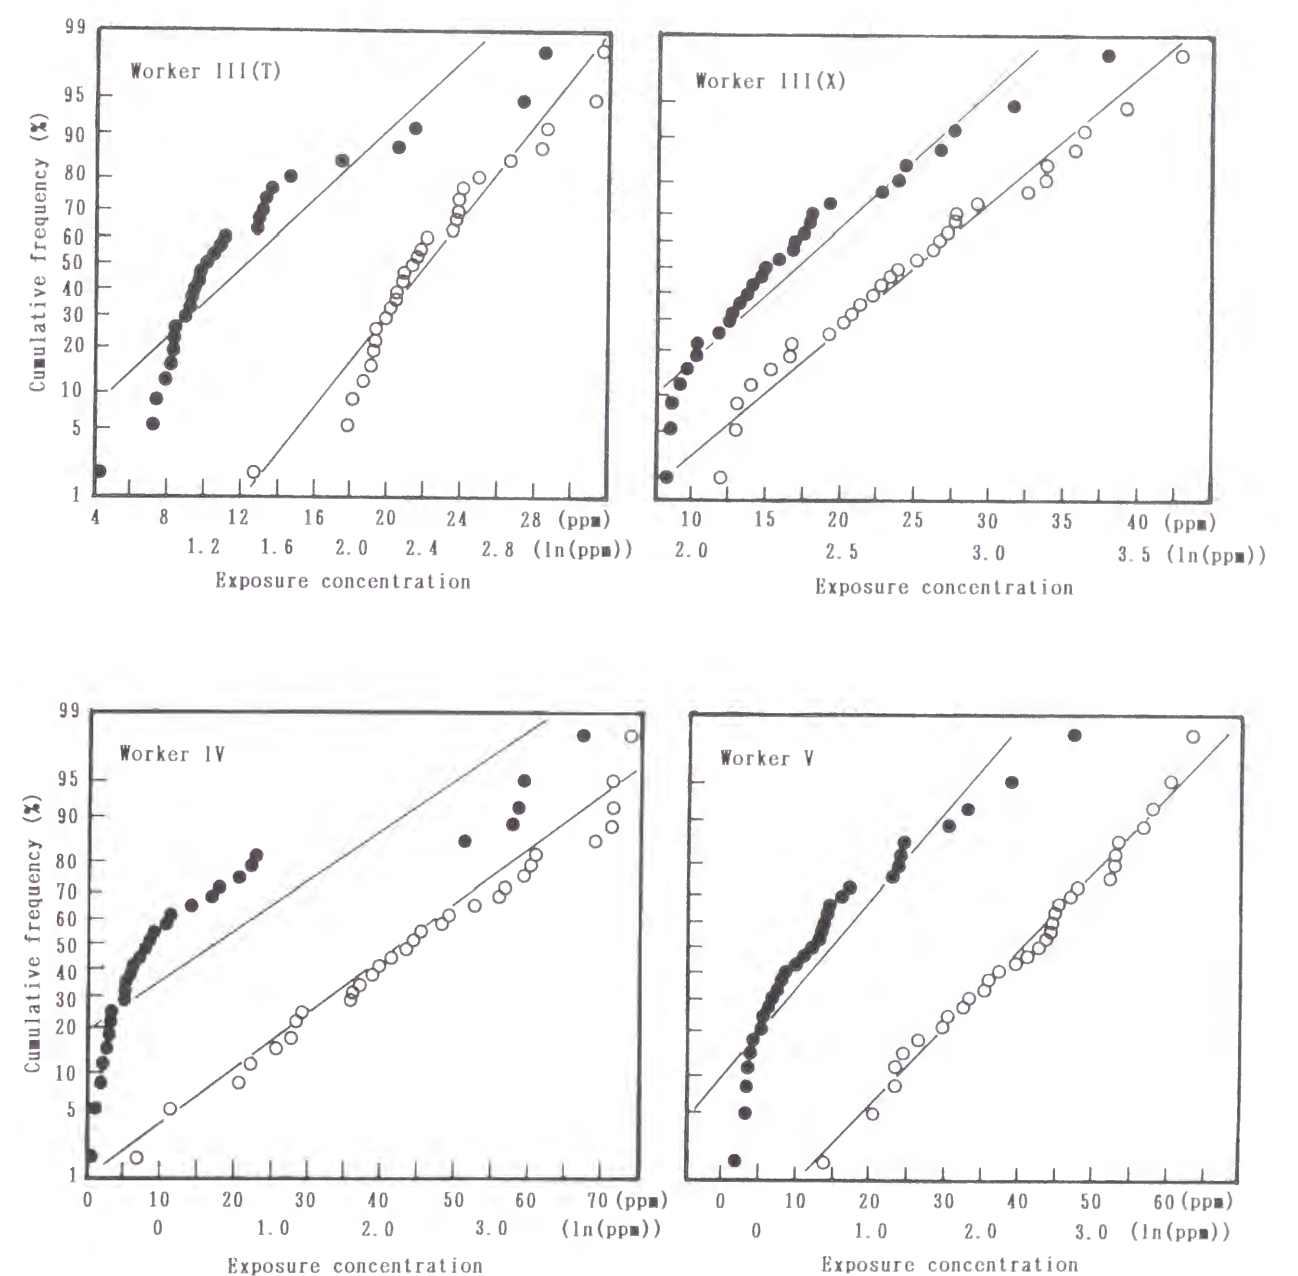 Worker III(T)
Cumulative frequency (%)
99
95
90
80
70
60
50
40
30
20
10
5
1
4 8 12 16 20 24 28 (ppm)
1.2 1.6 2.0 2.4 2.8 (ln(ppm))
Exposure concentration
Worker III(X)
10 15 20 25 30 35 40 (ppm)
2.0 2.5 3.0 3.5 (ln(ppm))
Exposure concentration
Worker IV
Cumulative frequency (%)
99
95
90
80
70
60
50
40
30
20
10
5
1
0 10 20 30 40 50 60 70 (ppm)
0 1.0 2.0 3.0 (ln(ppm))
Exposure concentration
Worker V
0 10 20 30 40 50 60 (ppm)
0 1.0 2.0 3.0 (ln(ppm))
Exposure concentration